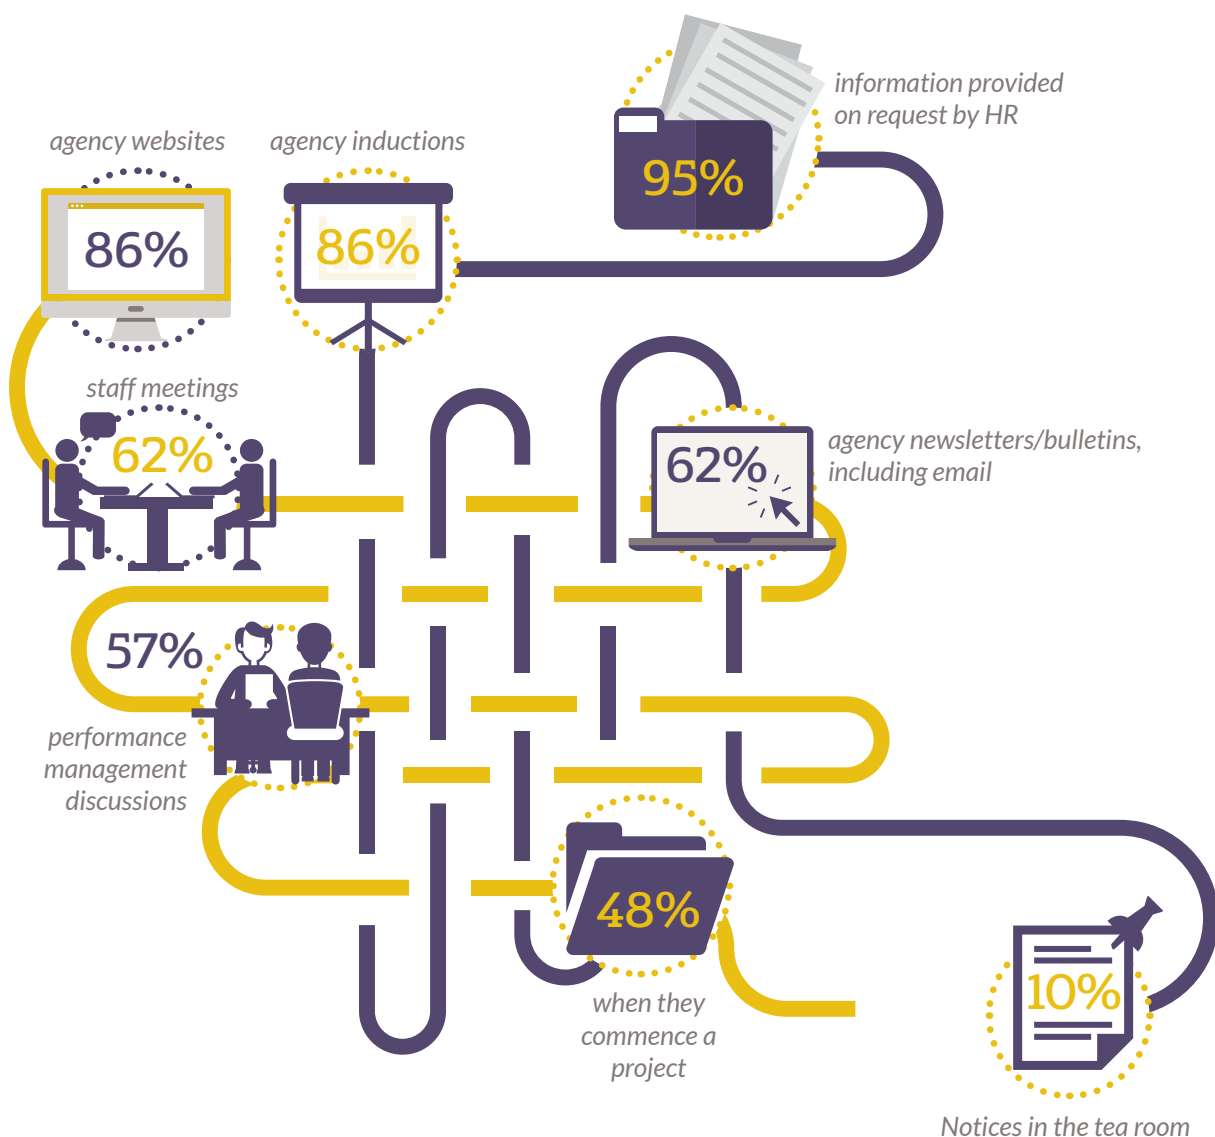 information provided
on request by HR
95%
agency websites
86%
agency inductions
86%
staff meetings
62%
agency newsletters/bulletins,
including email
62%
57%
performance
management
discussions
48%
when they
commence a
project
10%
Notices in the tea room